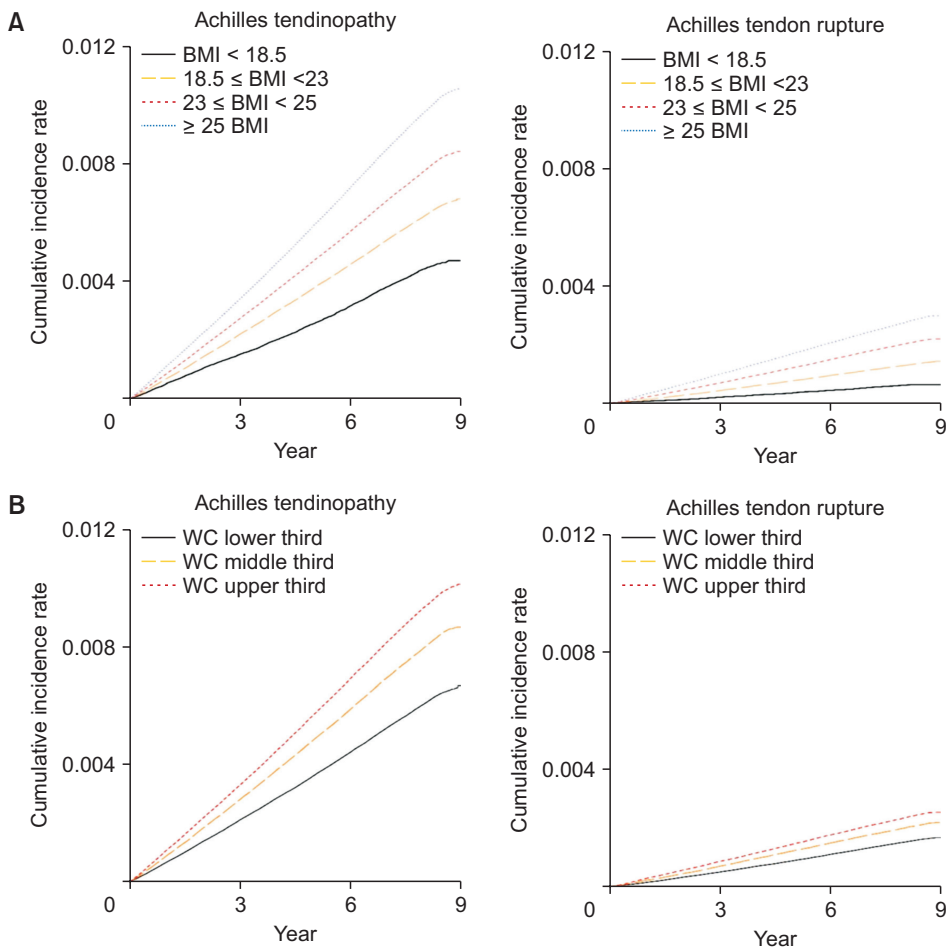 A
Achilles tendinopathy
0.012
0.008
0.004
0
3
6
9
Cumulative incidence rate
Year
BMI < 18.5
18.5 ≤ BMI <23
23 ≤ BMI < 25
≥ 25 BMI
Achilles tendon rupture
0.012
0.008
0.004
0
3
6
9
Cumulative incidence rate
Year
BMI < 18.5
18.5 ≤ BMI <23
23 ≤ BMI < 25
≥ 25 BMI
B
Achilles tendinopathy
0.012
0.008
0.004
0
3
6
9
Cumulative incidence rate
Year
WC lower third
WC middle third
WC upper third
Achilles tendon rupture
0.012
0.008
0.004
0
3
6
9
Cumulative incidence rate
Year
WC lower third
WC middle third
WC upper third